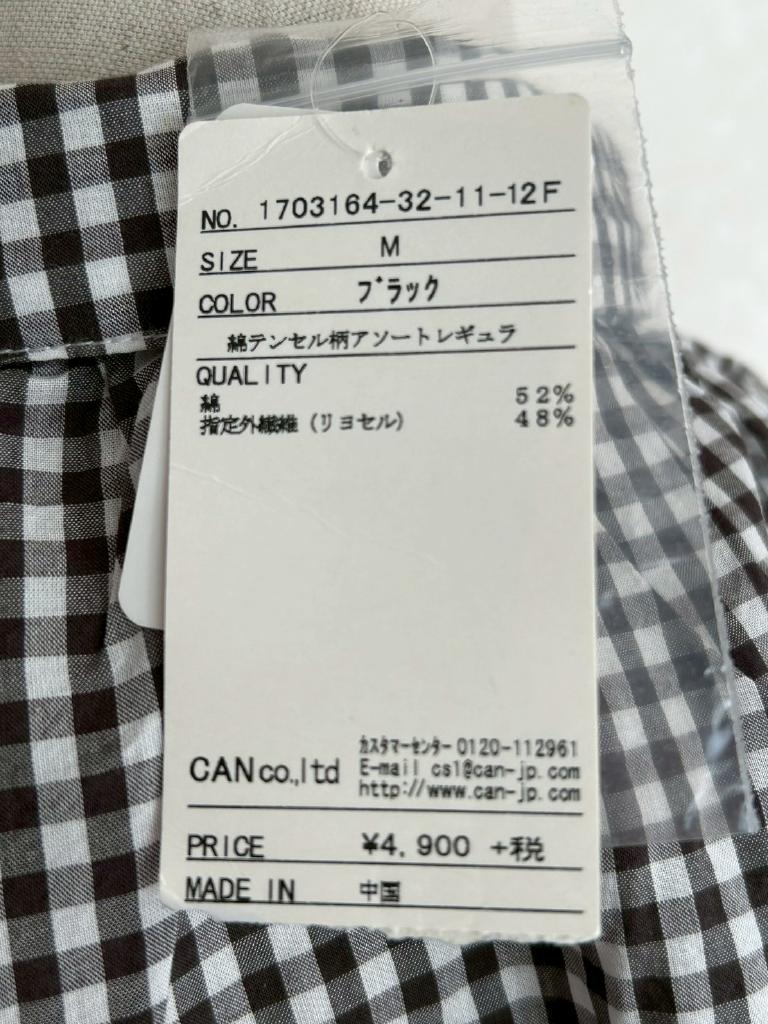 NO. 1703164-32-11-12F
SIZE M
COLOR ブラック
綿テンセル柄アソートレギュラ
QUALITY
綿 52%
指定外繊維（リヨセル） 48%
CAN co.,ltd
カスタマーセンター 0120-112961
E-mail cs1@can-jp.com
http://www.can-jp.com
PRICE ¥4,900 +税
MADE IN 中国